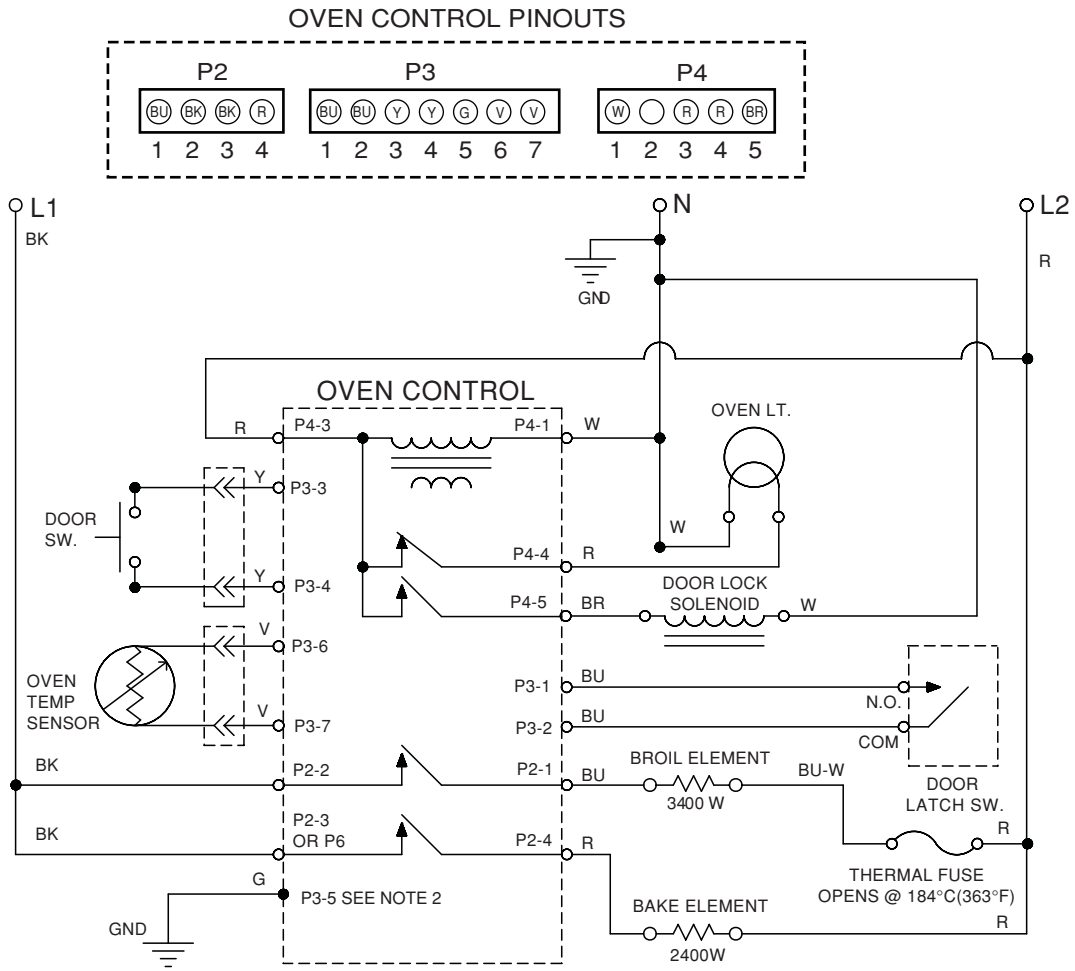 OVEN CONTROL PINOUTS
P2 P3 P4
BU BK BK R BU BU Y Y G V V W R R BR
1 2 3 4 1 2 3 4 5 6 7 1 2 3 4 5
L1 N L2
BK
R
GND
OVEN CONTROL
OVEN LT.
R P4-3 P4-1 W
Y P3-3
DOOR
SW.
W
P4-4 R
Y P3-4
DOOR LOCK
SOLENOID
P4-5 BR W
V P3-6
OVEN
TEMP
SENSOR
P3-1 BU
N.O.
V P3-7
P3-2 BU
COM
BK P2-2 P2-1 BU
BROIL ELEMENT
3400 W
BU-W
DOOR
LATCH SW.
BK P2-3
OR P6
P2-4 R
R
THERMAL FUSE
OPENS @ 184°C(363°F)
G P3-5 SEE NOTE 2
GND
BAKE ELEMENT
2400W
R